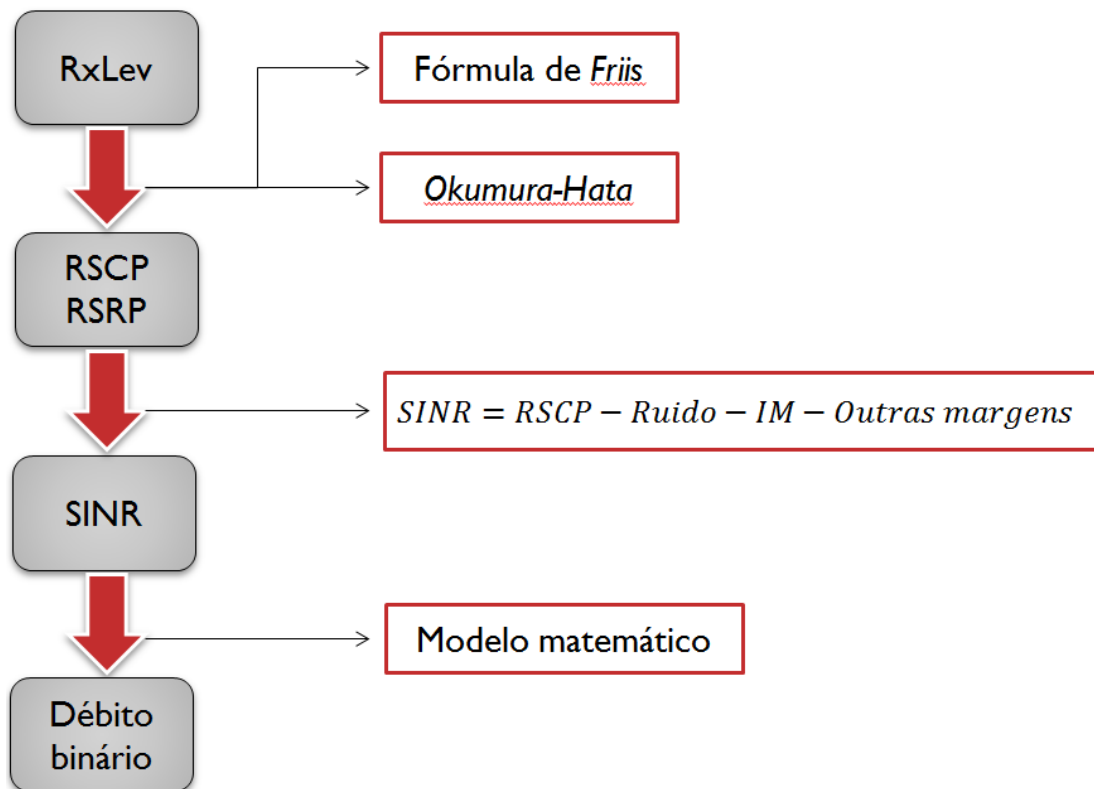 RxLev
Fórmula de Friis
Okumura-Hata
RSCP
RSRP
SINR = RSCP − Ruido − IM − Outras margens
SINR
Modelo matemático
Débito
binário